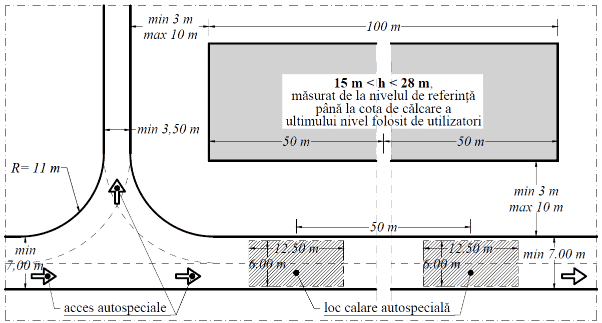 min 3 m
max 10 m
100 m
15 m < h < 28 m,
măsurat de la nivelul de referință
până la cota de călcare a
ultimului nivel folosit de utilizatori
min 3,50 m
50 m
50 m
R= 11 m
min 3 m
max 10 m
50 m
min
7,00 m
12.50 m
6.00 m
12.50 m
6.00 m
min 7.00 m
acces autospeciale
loc calare autospecială